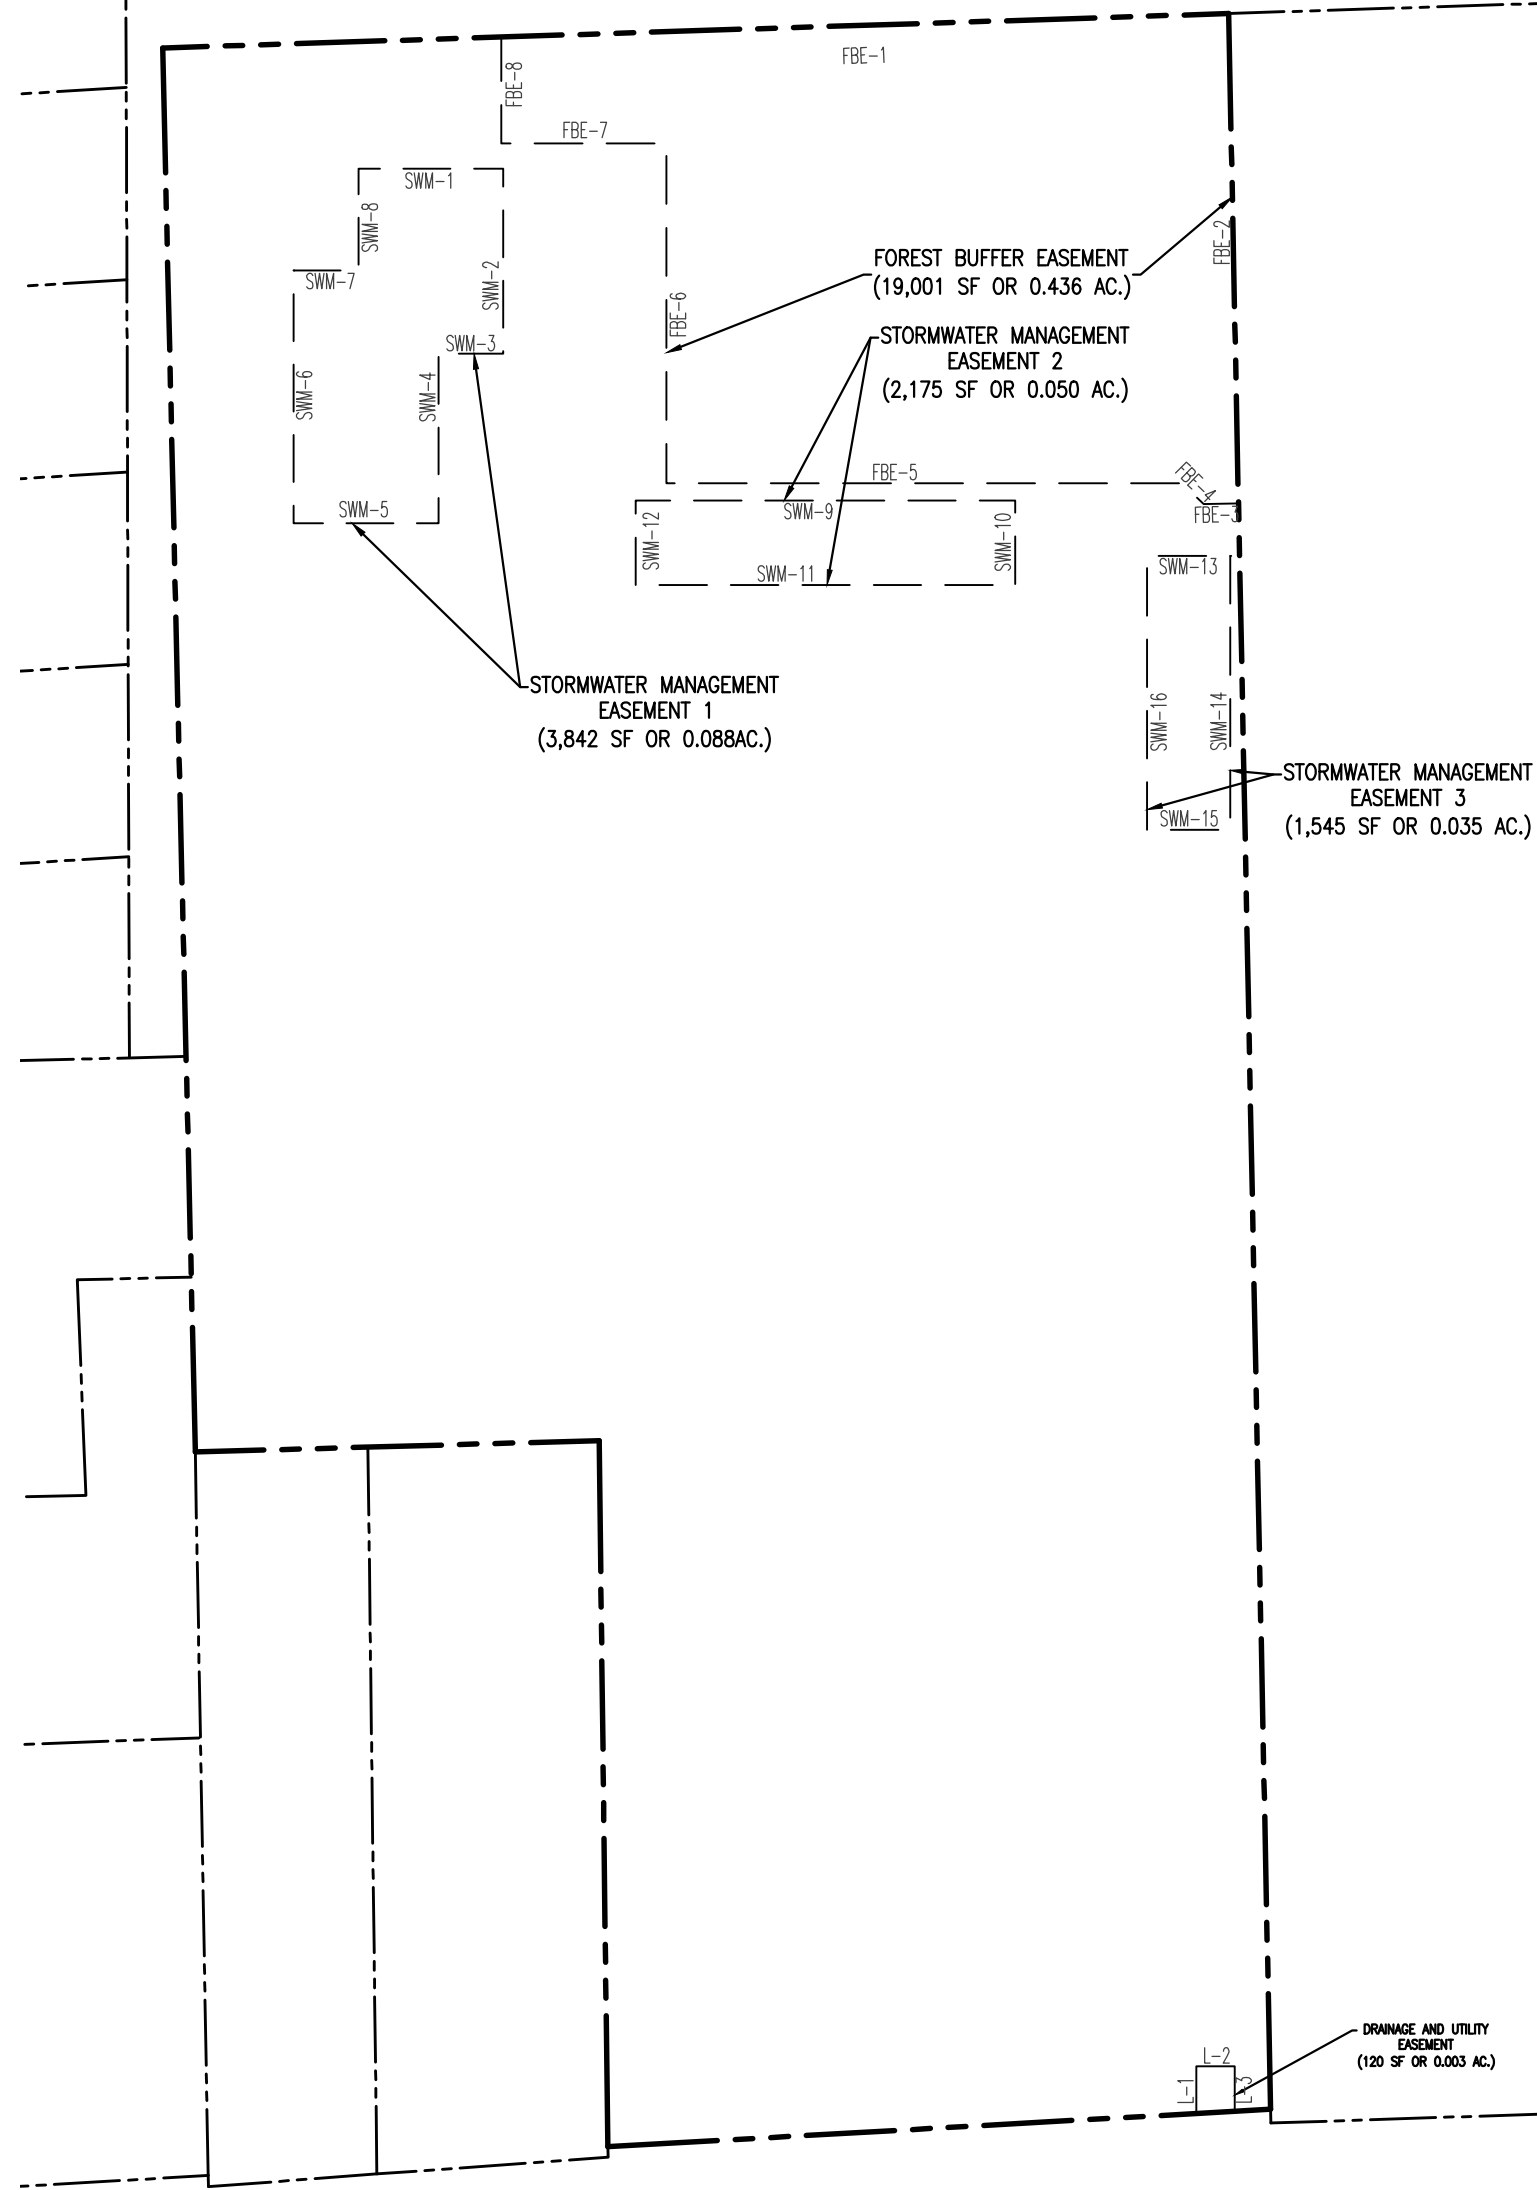 FBE-1
FBE-8
FBE-7
SWM-1
SWM-8
FBE-2
FOREST BUFFER EASEMENT
(19,001 SF OR 0.436 AC.)
SWM-7
SWM-2
FBE-6
STORMWATER MANAGEMENT
EASEMENT 2
(2,175 SF OR 0.050 AC.)
SWM-3
SWM-6
SWM-4
FBE-5
FBE-4
SWM-5
SWM-9
FBE-3
SWM-12
SWM-10
SWM-11
SWM-13
STORMWATER MANAGEMENT
EASEMENT 1
(3,842 SF OR 0.088AC.)
SWM-16
SWM-14
STORMWATER MANAGEMENT
EASEMENT 3
(1,545 SF OR 0.035 AC.)
SWM-15
DRAINAGE AND UTILITY
EASEMENT
(120 SF OR 0.003 AC.)
L-2
L-1
L-3